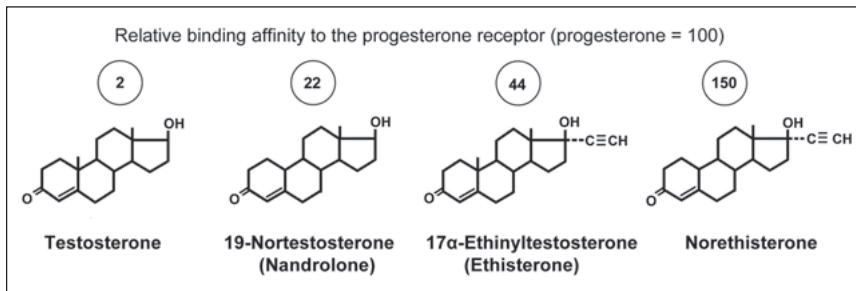 Relative binding affinity to the progesterone receptor (progesterone = 100)
2
22
44
150
OH
OH
OH
C≡CH
OH
C≡CH
O
O
O
O
Testosterone
19-Nortestosterone
(Nandrolone)
17α-Ethinyltestosterone
(Ethisterone)
Norethisterone